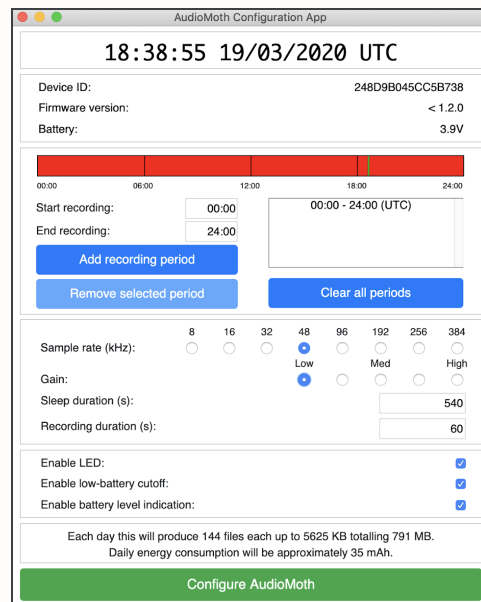 AudioMoth Configuration App
18:38:55 19/03/2020 UTC
Device ID: 248D9B045CC5B738
Firmware version: < 1.2.0
Battery: 3.9V
00:00 06:00 12:00 18:00 24:00
Start recording: 00:00
End recording: 24:00
00:00 - 24:00 (UTC)
Add recording period
Remove selected period
Clear all periods
8 16 32 48 96 192 256 384
Sample rate (kHz):
Low Med High
Gain:
Sleep duration (s): 540
Recording duration (s): 60
Enable LED:
Enable low-battery cutoff:
Enable battery level indication:
Each day this will produce 144 files each up to 5625 KB totalling 791 MB.
Daily energy consumption will be approximately 35 mAh.
Configure AudioMoth